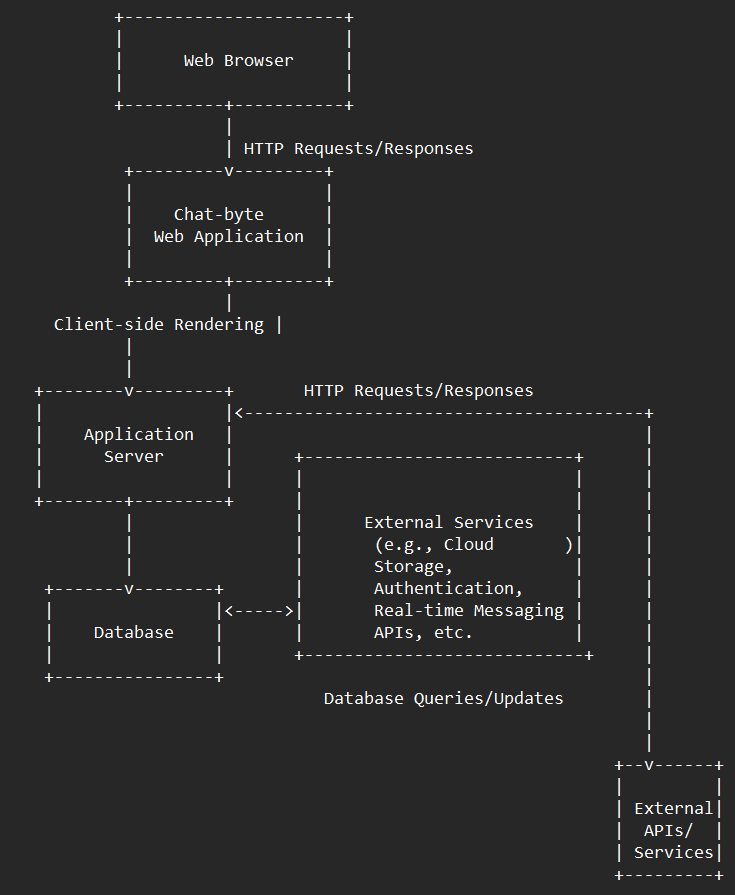 Web Browser
HTTP Requests/Responses
Chat-byte
Web Application
Client-side Rendering
HTTP Requests/Responses
Application
Server
External Services
(e.g., Cloud )
Storage,
Authentication,
Real-time Messaging
APIs, etc.
Database
Database Queries/Updates
External
APIs/
Services